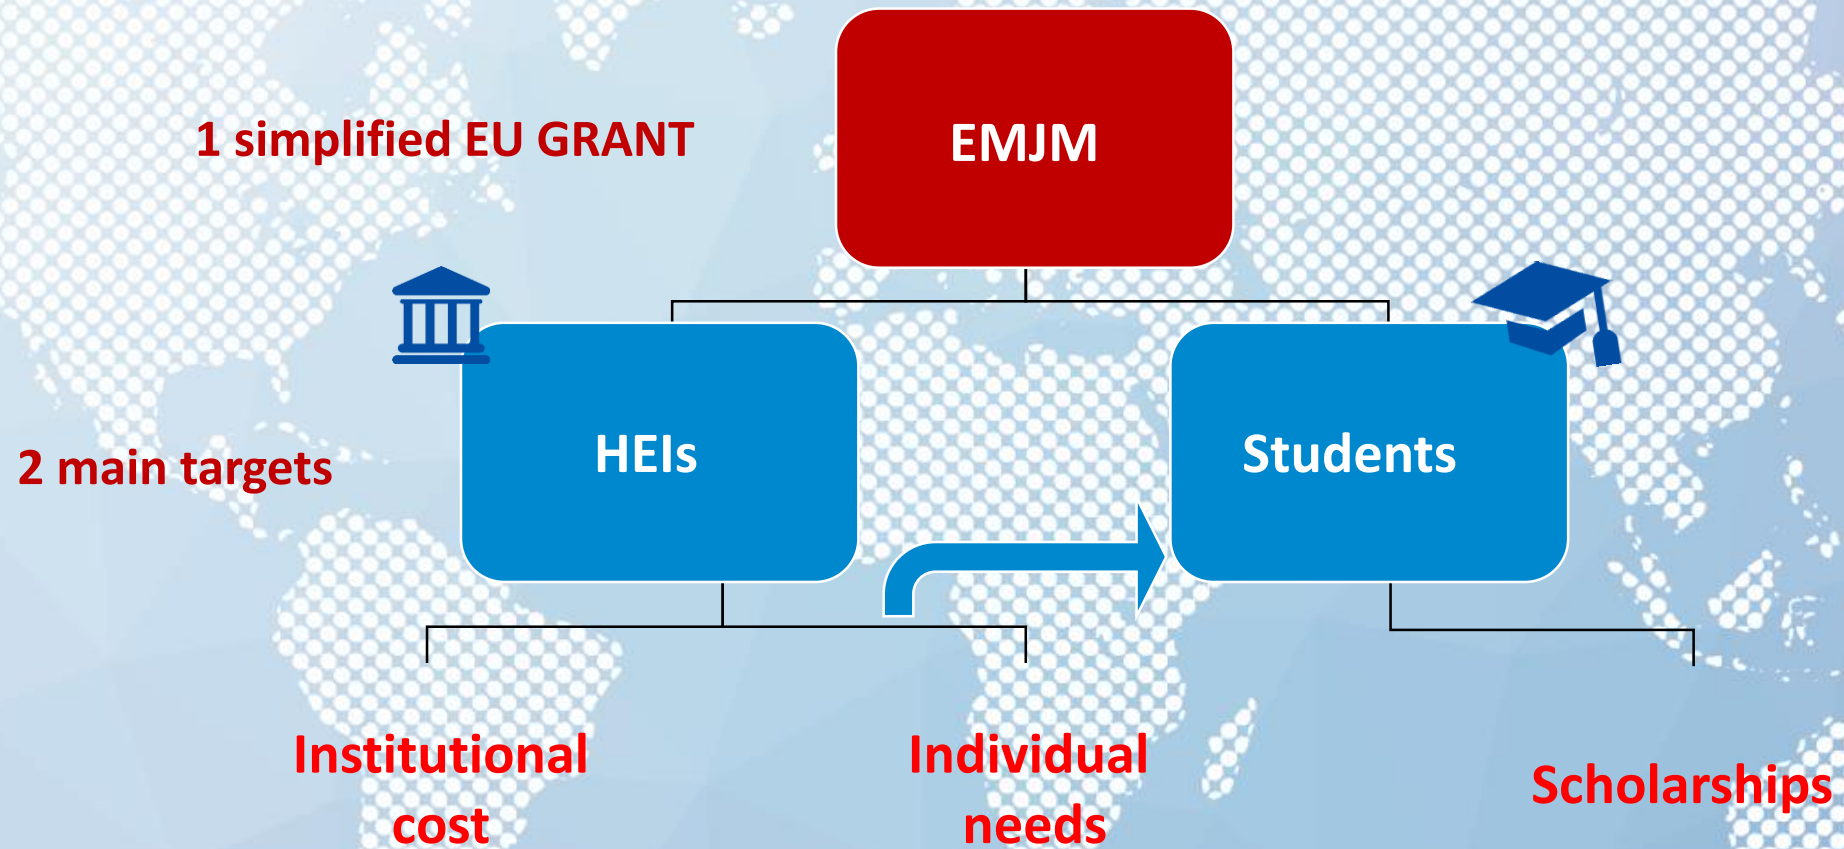 1 simplified EU GRANT
EMJM
2 main targets
HEIs
Students
Institutional
cost
Individual
needs
Scholarships